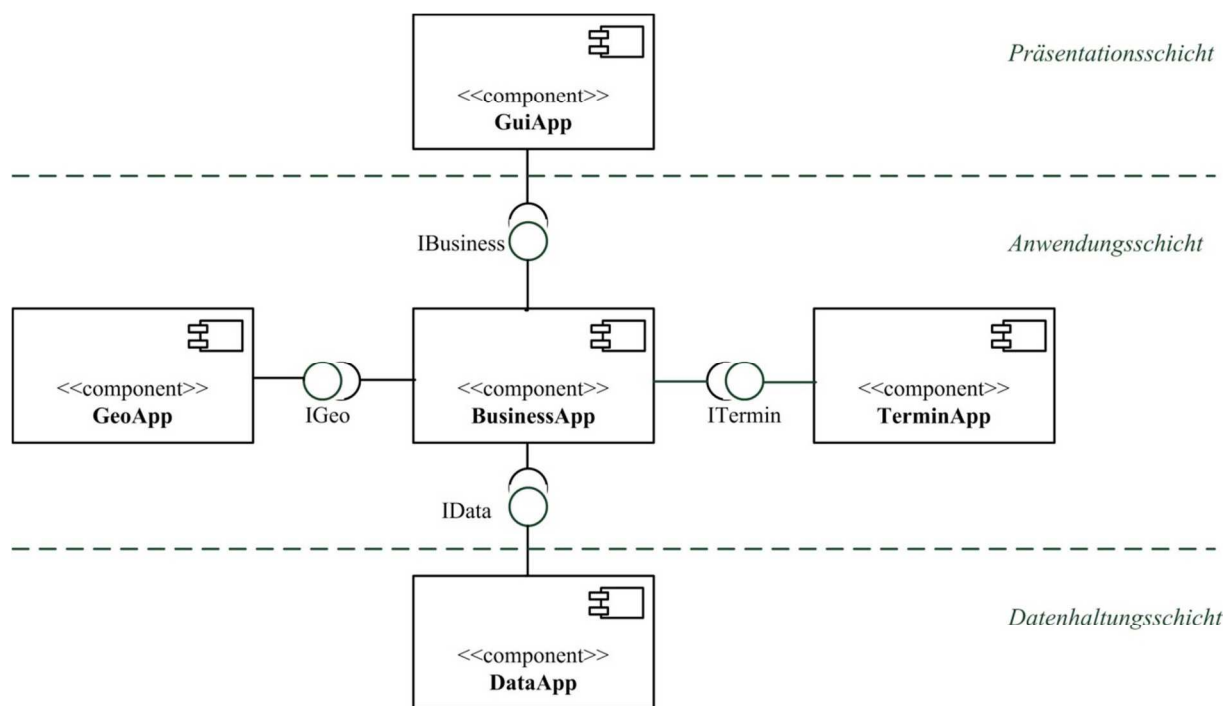 Präsentationsschicht
<<component>>
GuiApp
IBusiness
Anwendungsschicht
<<component>>
GeoApp
IGeo
<<component>>
BusinessApp
ITermin
<<component>>
TerminApp
IData
Datenhaltungsschicht
<<component>>
DataApp